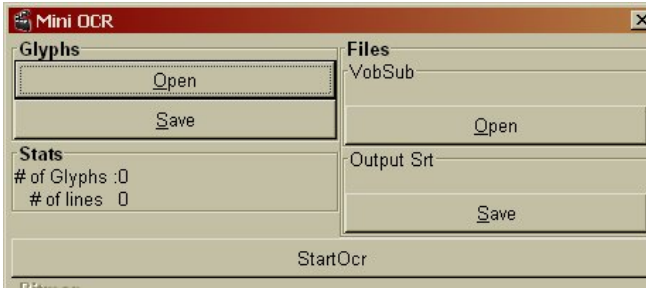 Mini OCR
Glyphs
Open
Save
Stats
# of Glyphs :0
# of lines 0
Files
VobSub
Open
Output Srt
Save
StartOcr
Bitmap